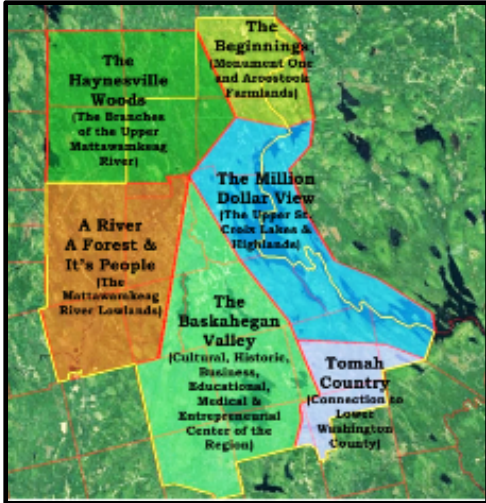 The
Beginnings
(Monument One
and Aroostook
Farmlands)
The
Haynesville
Woods
(The Branches
of the Upper
Mattawamkeag
River)
The Million
Dollar View
(The Upper St.
Croix Lakes &
Highlands)
A River
A Forest &
It's People
(The
Mattawamkeag
River Lowlands)
The
Baskahegan
Valley
(Cultural, Historic,
Business,
Educational,
Medical &
Entrepreneurial
Center of the
Region)
Tomah
Country
(Connection to
Lower
Washington
County)